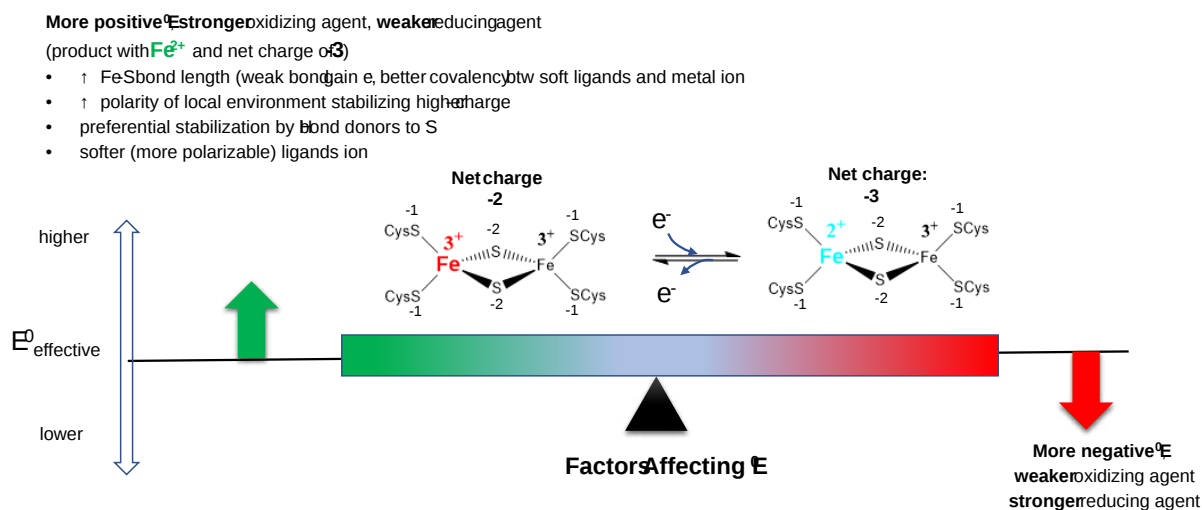 More positive E⁰, stronger oxidizing agent, weaker reducing agent
(product with Fe²⁺ and net charge of -3)
• ↑ Fe-S bond length (weak bond, gain e, better covalency btw soft ligands and metal ion
• ↑ polarity of local environment stabilizing higher - charge
• preferential stabilization by H bond donors to S
• softer (more polarizable) ligands ion
Net charge
-2
Net charge:
-3
-1 -2 -1
CysS 3⁺ S 3⁺ SCys
Fe Fe
CysS S SCys
-1 -2 -1
e⁻
e⁻
-1 -2 -1
CysS 2⁺ S 3⁺ SCys
Fe Fe
CysS S SCys
-1 -2 -1
higher
E⁰ effective
lower
Factors Affecting E⁰
More negative E⁰,
weaker oxidizing agent
stronger reducing agent